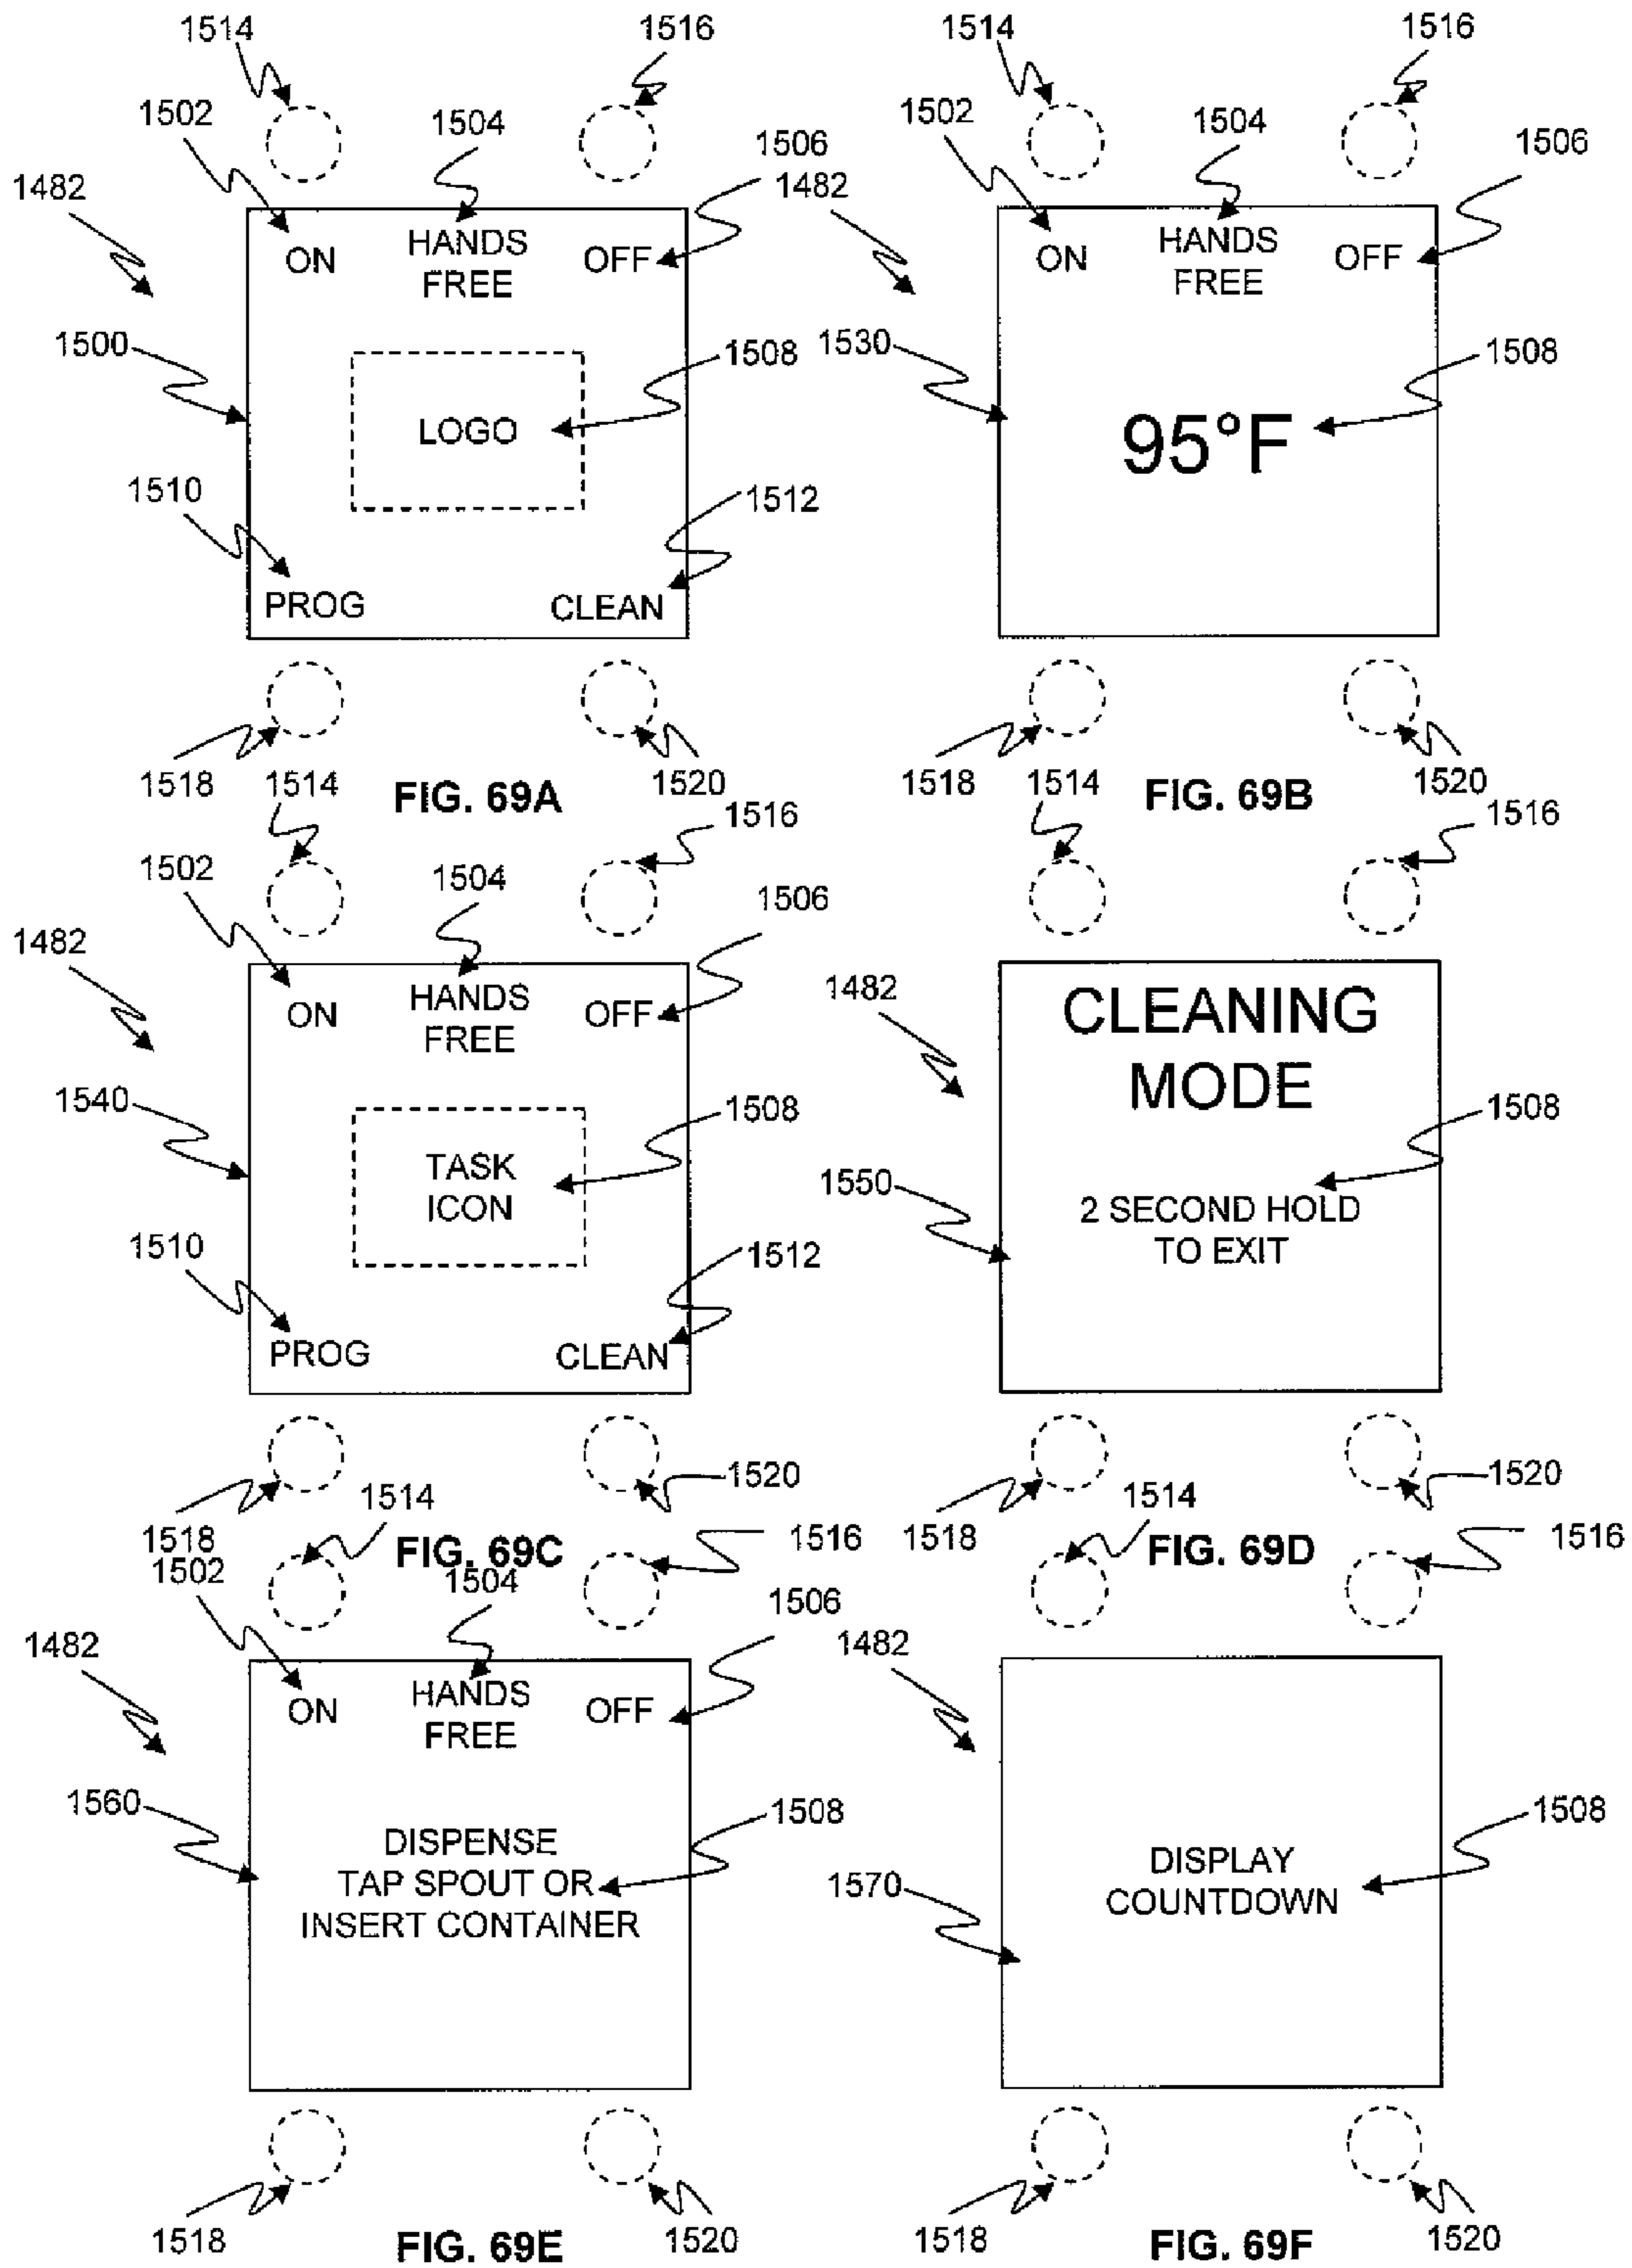 1514
1516
1514
1516
1502
1504
1506
1502
1504
1506
1482
1482
ON
HANDS
FREE
OFF
ON
HANDS
FREE
OFF
1500
1508
1530
1508
LOGO
95°F
1510
1512
PROG
CLEAN
1518
1514
FIG. 69A
1520
1516
1518
1514
FIG. 69B
1520
1516
1502
1504
1506
1482
1482
ON
HANDS
FREE
OFF
CLEANING
MODE
1540
1508
1508
TASK
ICON
1550
2 SECOND HOLD
TO EXIT
1510
1512
PROG
CLEAN
1520
1520
1518
1514
FIG. 69C
1516
1518
1514
FIG. 69D
1516
1502
1504
1506
1482
1482
ON
HANDS
FREE
OFF
1560
1508
1508
DISPENSE
TAP SPOUT OR
INSERT CONTAINER
1570
DISPLAY
COUNTDOWN
1518
FIG. 69E
1520
1518
FIG. 69F
1520